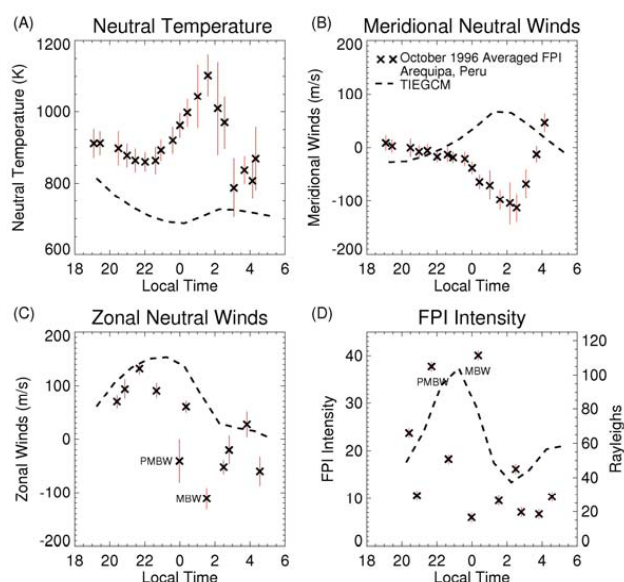 (A) Neutral Temperature
1200
1000
800
600
Neutral Temperature (K)
18 20 22 0 2 4 6
Local Time
(B) Meridional Neutral Winds
200
100
0
-100
-200
Meridional Winds (m/s)
×× October 1996 Averaged FPI
Arequipa, Peru
--- TIEGCM
18 20 22 0 2 4 6
Local Time
(C) Zonal Neutral Winds
200
100
0
-100
-200
Zonal Winds (m/s)
PMBW
MBW
18 20 22 0 2 4 6
Local Time
(D) FPI Intensity
40
30
20
10
0
FPI Intensity
PMBW
MBW
110
100
80
60
40
20
0
Rayleighs
18 20 22 0 2 4 6
Local Time